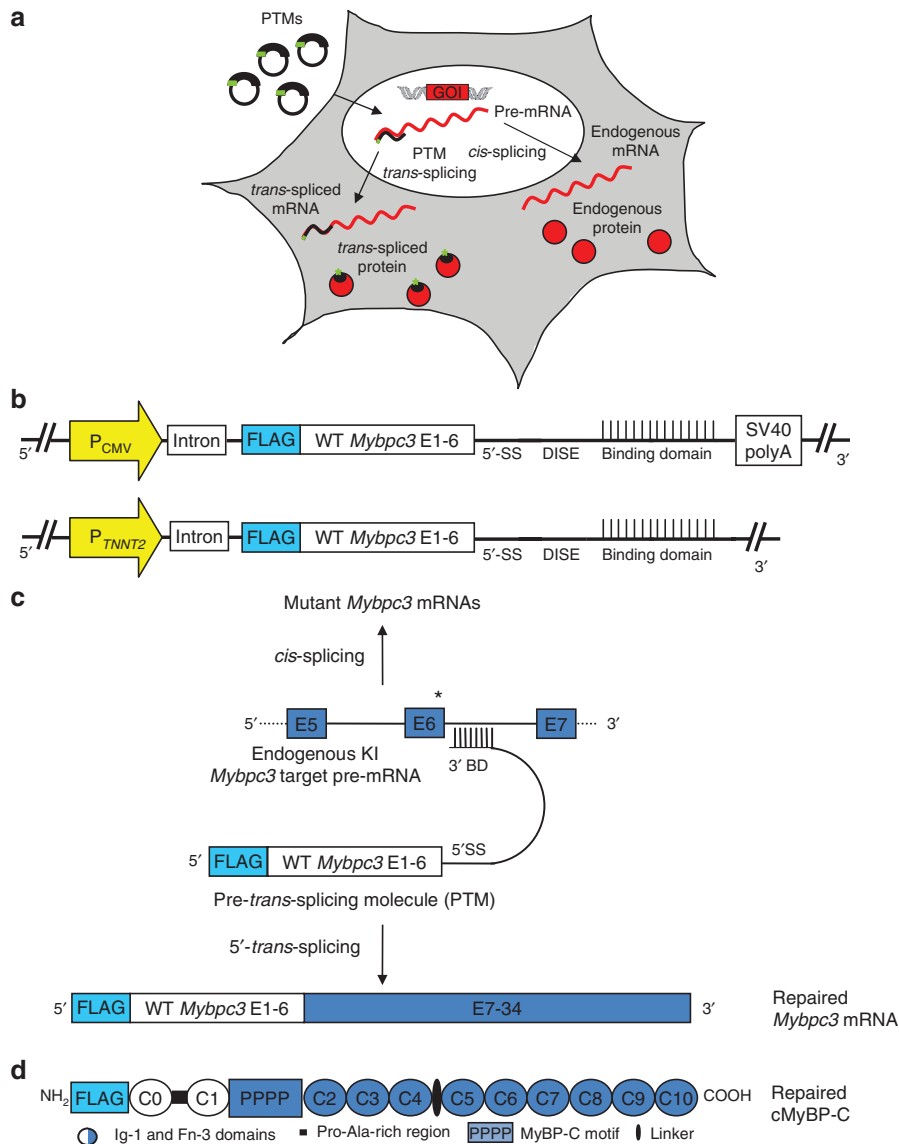 a
PTMs
GOI
Pre-mRNA
PTM
trans-splicing
cis-splicing
Endogenous
mRNA
trans-spliced
mRNA
Endogenous
protein
trans-spliced
protein
b
5′ PCMV Intron FLAG WT Mybpc3 E1-6 5′-SS DISE Binding domain SV40 polyA 3′
5′ PTNNT2 Intron FLAG WT Mybpc3 E1-6 5′-SS DISE Binding domain 3′
c
Mutant Mybpc3 mRNAs
cis-splicing
*
5′ E5 E6 E7 3′
Endogenous KI
Mybpc3 target pre-mRNA
3′ BD
5′ FLAG WT Mybpc3 E1-6 5′SS
Pre-trans-splicing molecule (PTM)
5′-trans-splicing
5′ FLAG WT Mybpc3 E1-6 E7-34 3′
Repaired
Mybpc3 mRNA
d
NH2 FLAG C0 C1 PPPP C2 C3 C4 C5 C6 C7 C8 C9 C10 COOH
Repaired
cMyBP-C
Ig-1 and Fn-3 domains Pro-Ala-rich region PPPP MyBP-C motif Linker